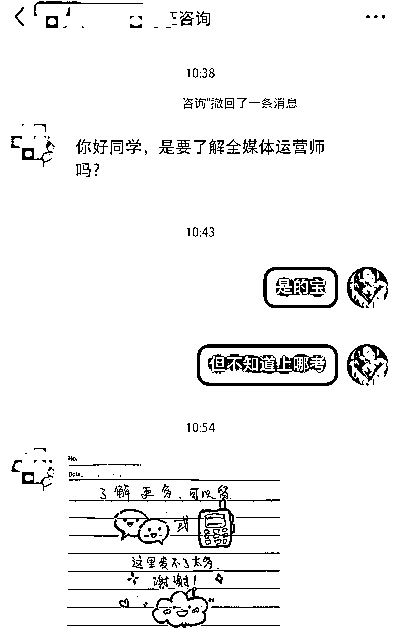 咨询
10:38
咨询"撤回了一条消息
你好同学，是要了解全媒体运营师
吗？
10:43
是的宝
但不知道上哪考
10:54
No.
Date.
了解更多，可以留
或
这里发不了太多
谢谢！